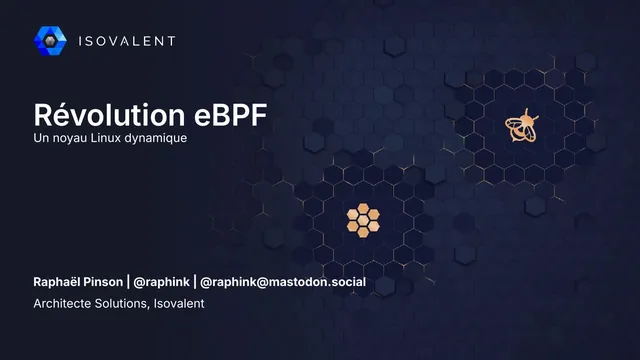 ISOVALENT
Révolution eBPF
Un noyau Linux dynamique
Raphaël Pinson | @raphink | @raphink@mastodon.social
Architecte Solutions, Isovalent